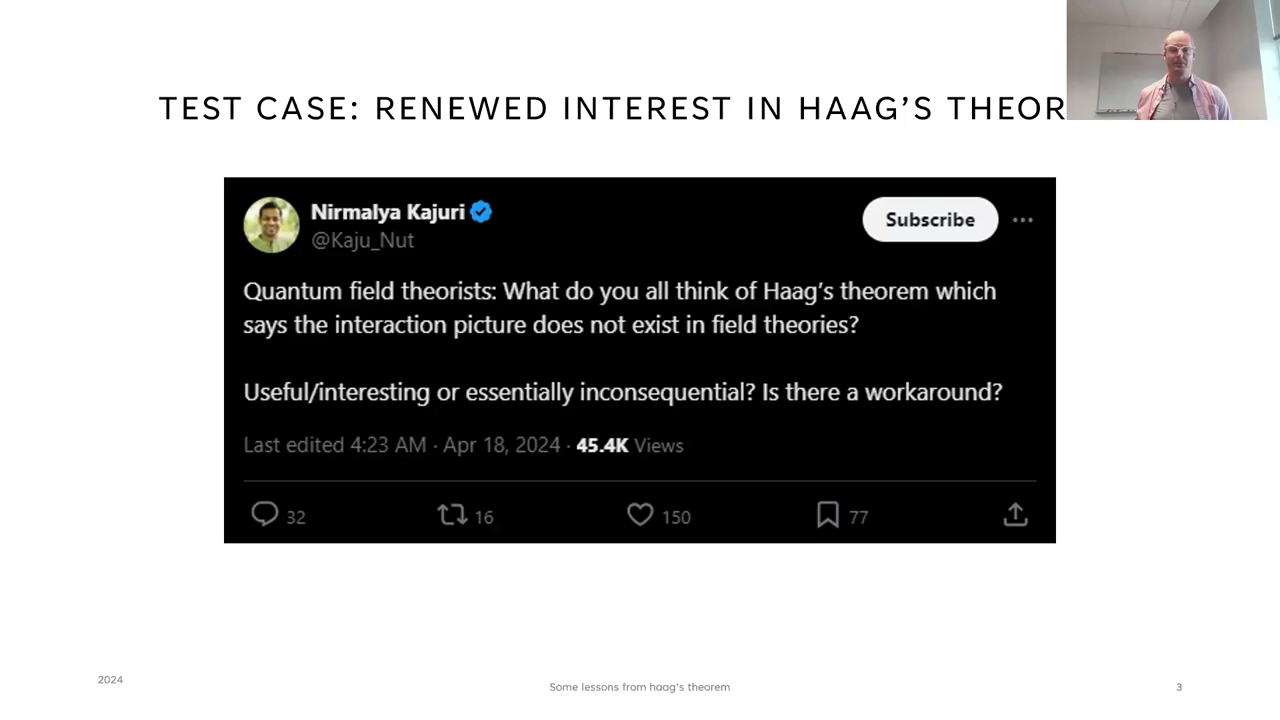 TEST CASE: RENEWED INTEREST IN HAAG'S THEOR
Nirmalya Kajuri
@Kaju_Nut
Subscribe
Quantum field theorists: What do you all think of Haag's theorem which
says the interaction picture does not exist in field theories?
Useful/interesting or essentially inconsequential? Is there a workaround?
Last edited 4:23 AM · Apr 18, 2024 · 45.4K Views
32 16 150 77
2024
Some lessons from haag's theorem
3